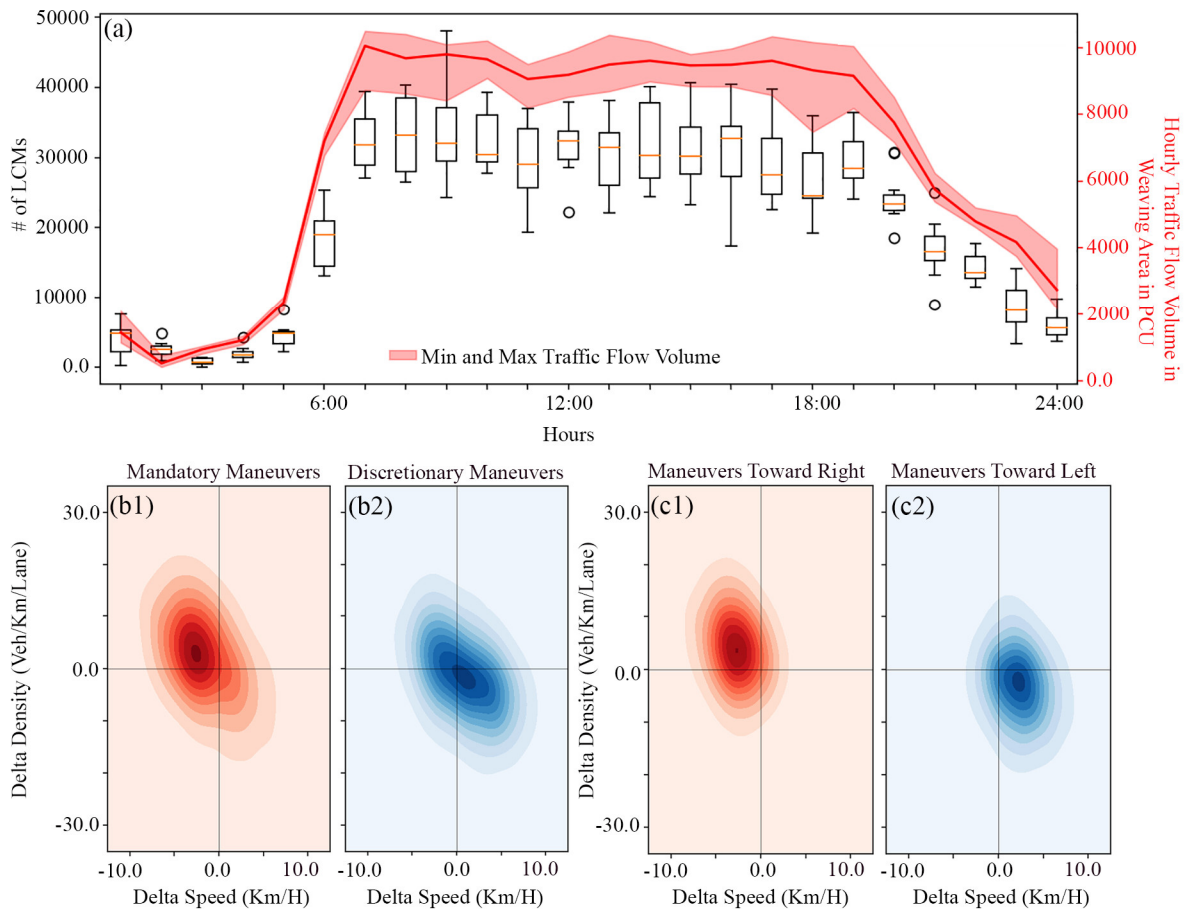 (a)
50000
40000
30000
20000
10000
0.0
# of LCMs
10000
8000
6000
4000
2000
0.0
Hourly Traffic Flow Volume in
Weaving Area in PCU
Min and Max Traffic Flow Volume
6:00
12:00
18:00
24:00
Hours
Mandatory Maneuvers
Discretionary Maneuvers
Maneuvers Toward Right
Maneuvers Toward Left
(b1)
(b2)
(c1)
(c2)
30.0
0.0
-30.0
Delta Density (Veh/Km/Lane)
30.0
0.0
-30.0
Delta Density (Veh/Km/Lane)
-10.0 0.0 10.0
-10.0 0.0 10.0
-10.0 0.0 10.0
-10.0 0.0 10.0
Delta Speed (Km/H)
Delta Speed (Km/H)
Delta Speed (Km/H)
Delta Speed (Km/H)